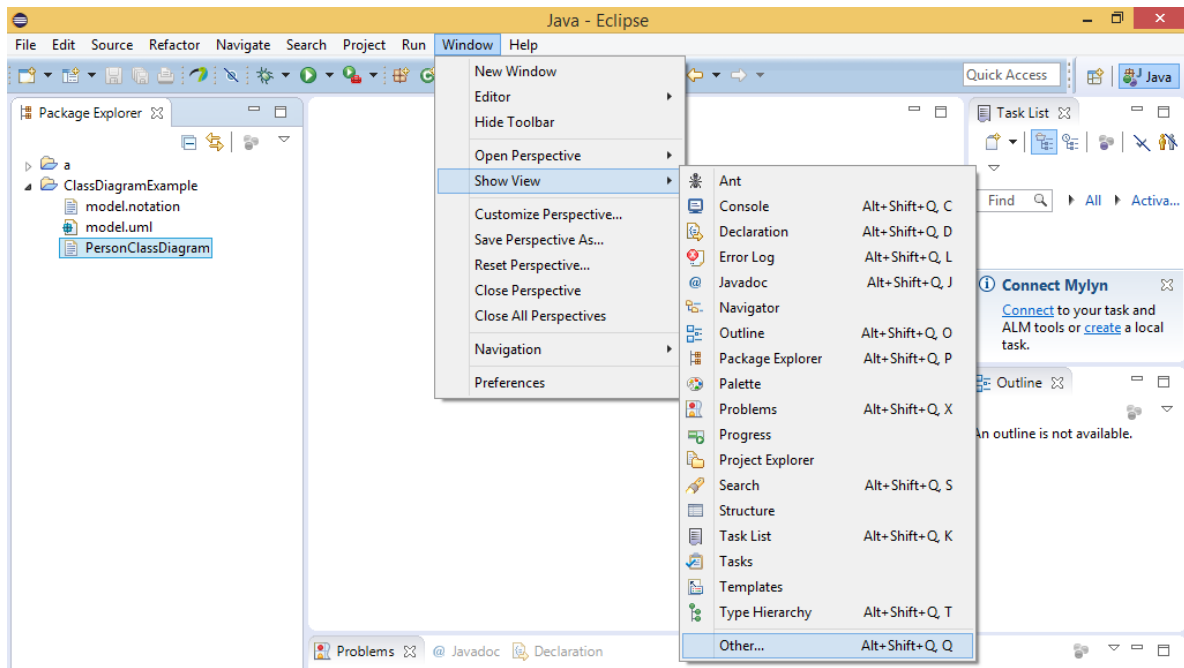 Java - Eclipse
File Edit Source Refactor Navigate Search Project Run Window Help
Quick Access
Java
Package Explorer
a
ClassDiagramExample
model.notation
model.uml
PersonClassDiagram
New Window
Editor
Hide Toolbar
Open Perspective
Show View
Customize Perspective...
Save Perspective As...
Reset Perspective...
Close Perspective
Close All Perspectives
Navigation
Preferences
Ant
Console Alt+Shift+Q, C
Declaration Alt+Shift+Q, D
Error Log Alt+Shift+Q, L
Javadoc Alt+Shift+Q, J
Navigator
Outline Alt+Shift+Q, O
Package Explorer Alt+Shift+Q, P
Palette
Problems Alt+Shift+Q, X
Progress
Project Explorer
Search Alt+Shift+Q, S
Structure
Task List Alt+Shift+Q, K
Tasks
Templates
Type Hierarchy Alt+Shift+Q, T
Other... Alt+Shift+Q, Q
Task List
Find All Activa...
Connect Mylyn
Connect to your task and
ALM tools or create a local
task.
Outline
An outline is not available.
Problems @ Javadoc Declaration